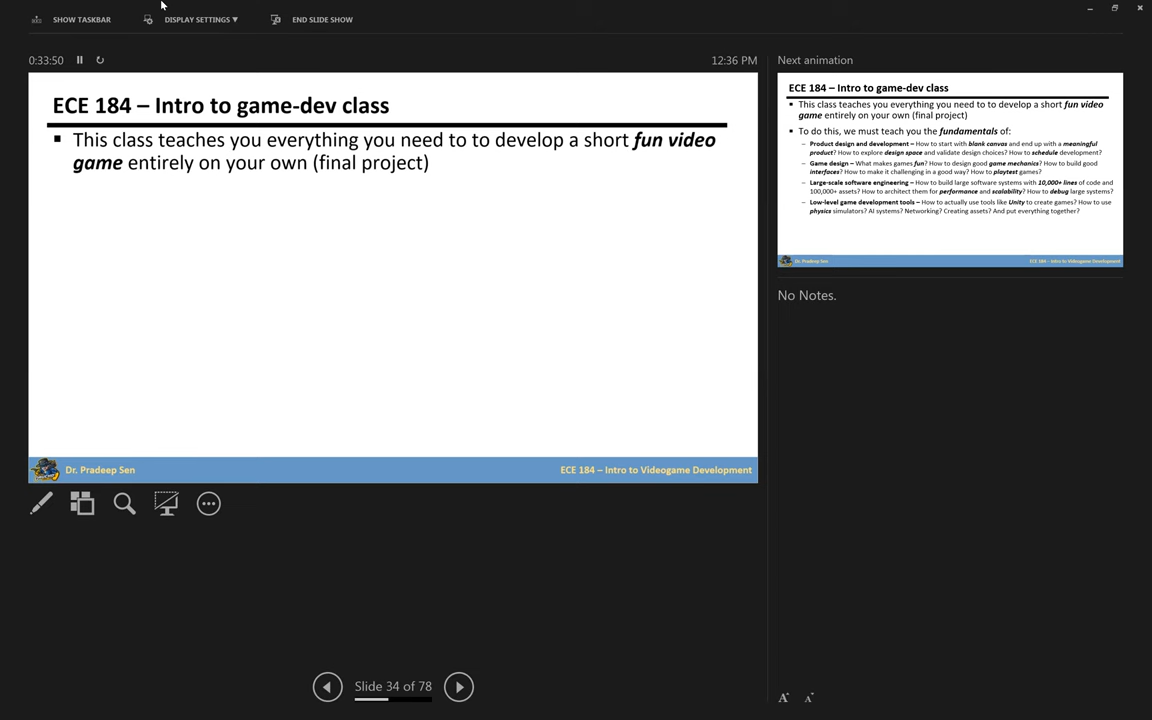 SHOW TASKBAR
DISPLAY SETTINGS ▼
END SLIDE SHOW
0:33:50
12:36 PM
Next animation
ECE 184 – Intro to game-dev class
▪ This class teaches you everything you need to to develop a short fun video
game entirely on your own (final project)
Dr. Pradeep Sen
ECE 184 – Intro to Videogame Development
ECE 184 – Intro to game-dev class
▪ This class teaches you everything you need to to develop a short fun video
game entirely on your own (final project)
▪ To do this, we must teach you the fundamentals of:
– Product design and development – How to start with blank canvas and end up with a meaningful
product? How to explore design space and validate design choices? How to schedule development?
– Game design – What makes games fun? How to design good game mechanics? How to build good
interfaces? How to make it challenging in a good way? How to playtest games?
– Large-scale software engineering – How to build large software systems with 10,000+ lines of code and
100,000+ assets? How to architect them for performance and scalability? How to debug large systems?
– Low-level game development tools – How to actually use tools like Unity to create games? How to use
physics simulators? AI systems? Networking? Creating assets? And put everything together?
Dr. Pradeep Sen
ECE 184 – Intro to Videogame Development
No Notes.
Slide 34 of 78
A
A